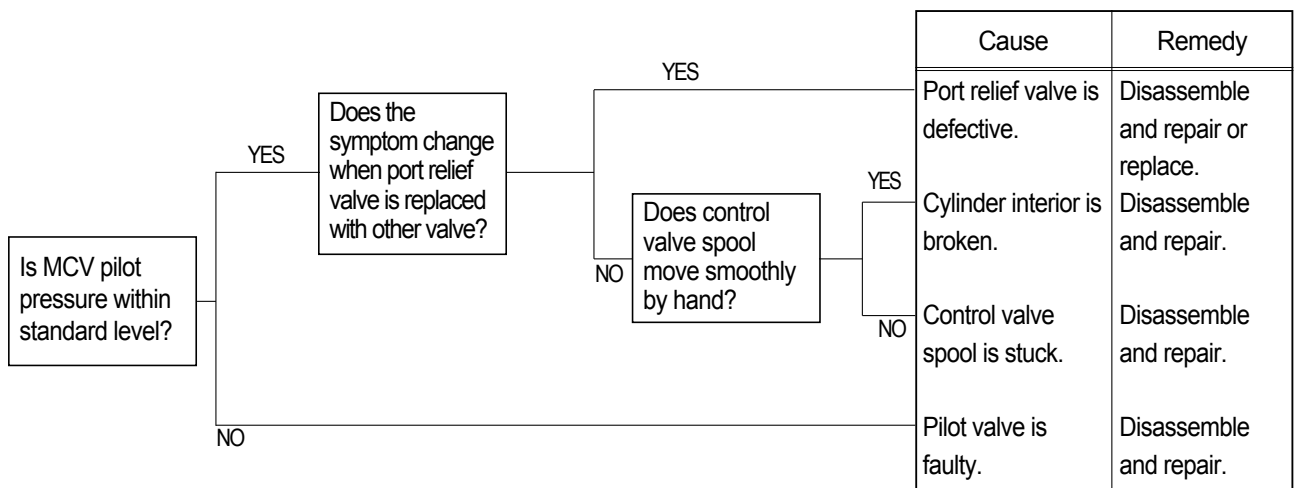 Is MCV pilot
pressure within
standard level?
YES
NO
Does the
symptom change
when port relief
valve is replaced
with other valve?
YES
NO
Does control
valve spool
move smoothly
by hand?
YES
NO
Cause
Remedy
Port relief valve is
defective.
Disassemble
and repair or
replace.
Cylinder interior is
broken.
Disassemble
and repair.
Control valve
spool is stuck.
Disassemble
and repair.
Pilot valve is
faulty.
Disassemble
and repair.